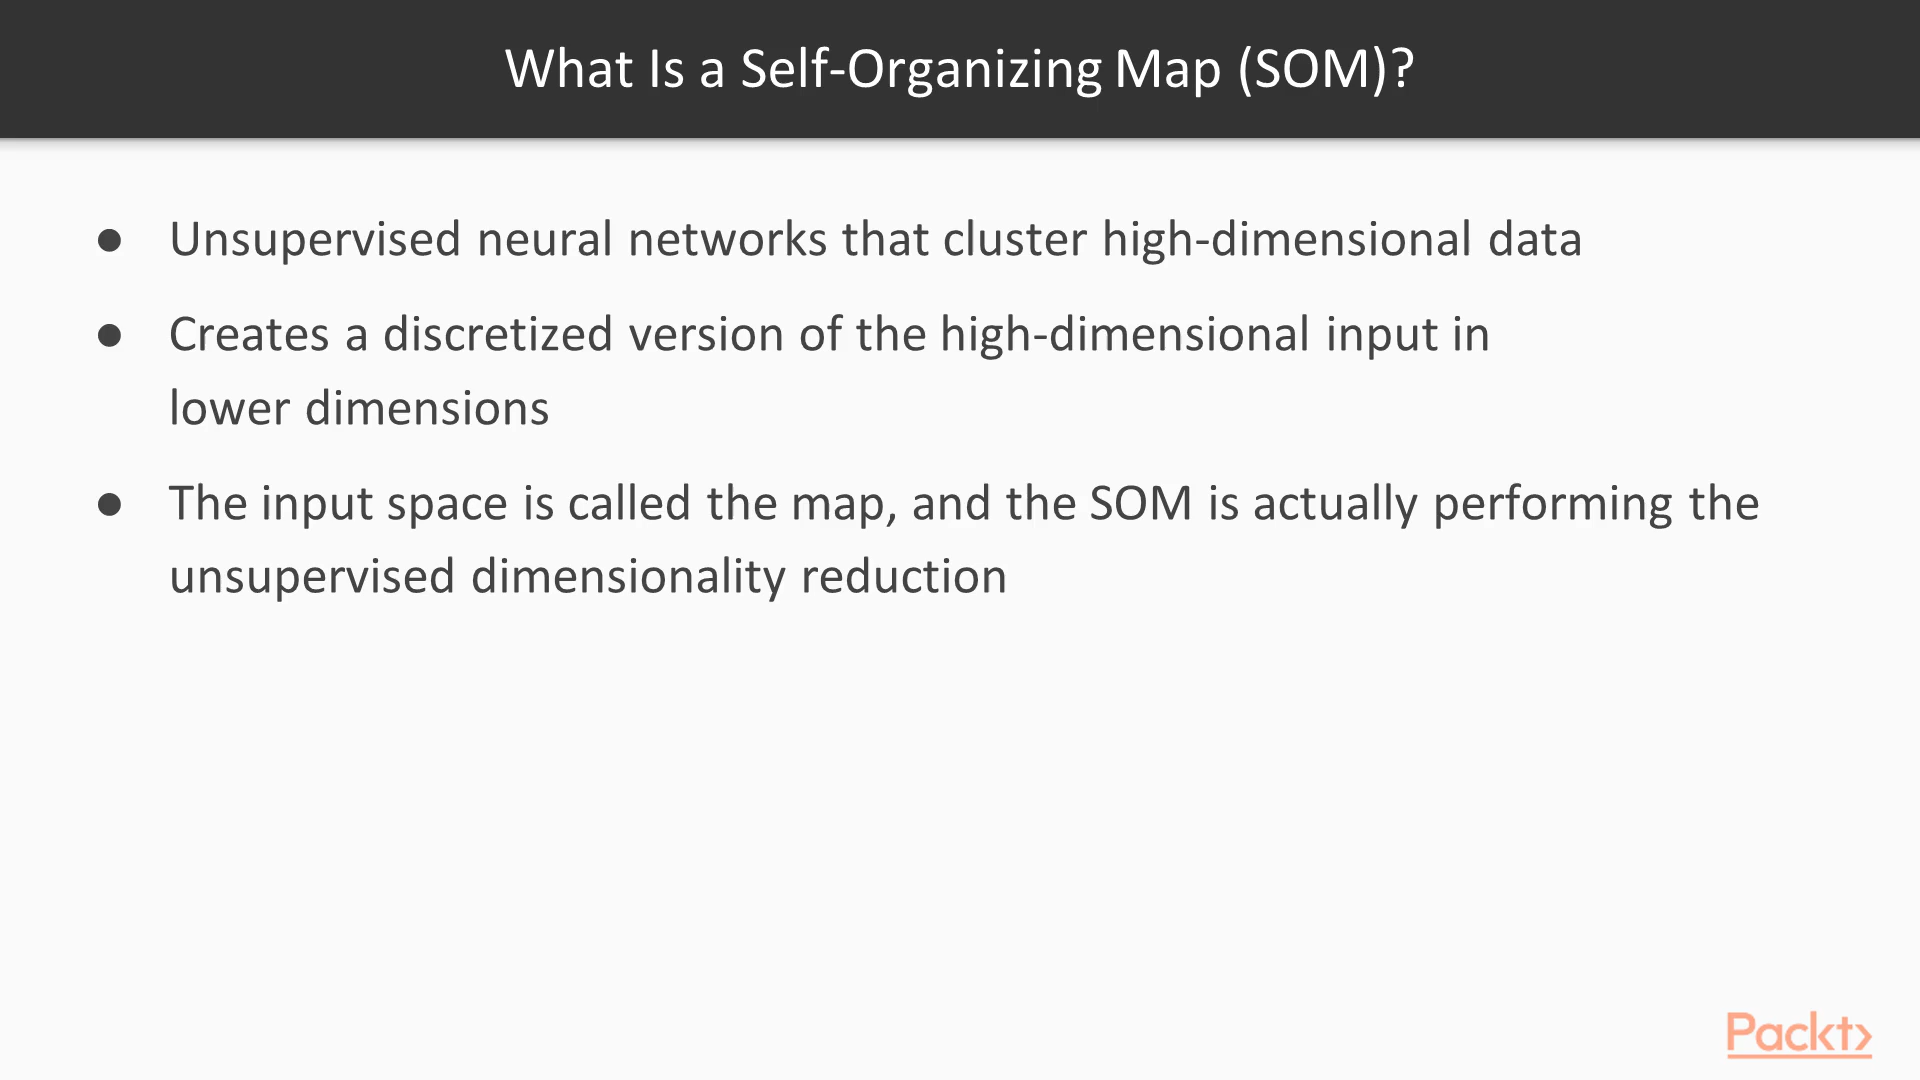 What Is a Self-Organizing Map (SOM)?
● Unsupervised neural networks that cluster high-dimensional data
● Creates a discretized version of the high-dimensional input in
lower dimensions
● The input space is called the map, and the SOM is actually performing the
unsupervised dimensionality reduction
Packt>